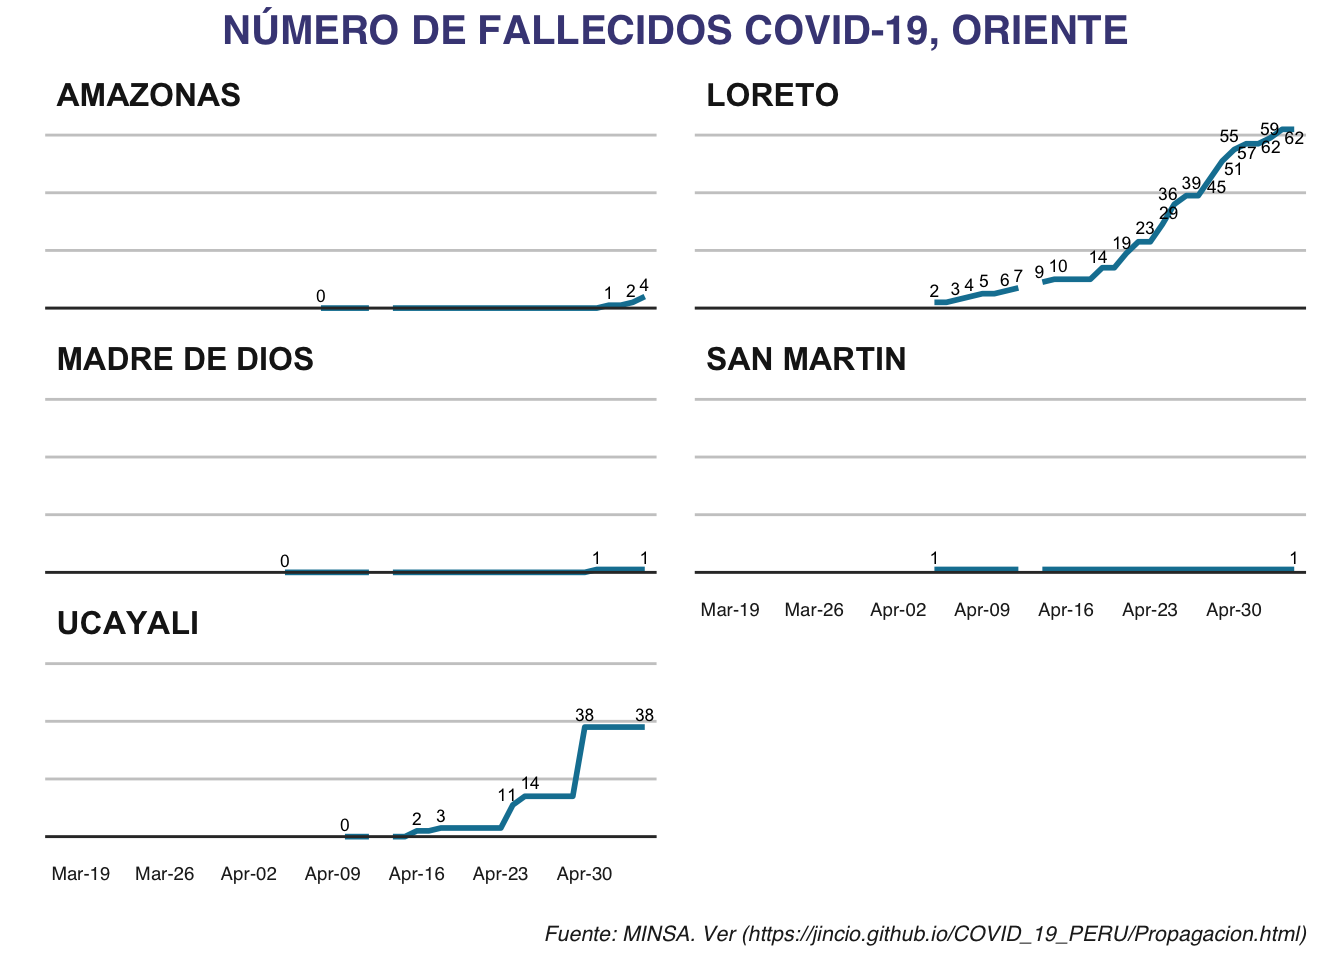 NÚMERO DE FALLECIDOS COVID-19, ORIENTE
AMAZONAS
0 1 2 4
LORETO
2 3 4 5 6 7 9 10 14 19 23 29 36 39 45 51 55 57 62 59 62
MADRE DE DIOS
0 1 1
SAN MARTIN
1 1
Mar-19 Mar-26 Apr-02 Apr-09 Apr-16 Apr-23 Apr-30
UCAYALI
0 2 3 11 14 38 38
Mar-19 Mar-26 Apr-02 Apr-09 Apr-16 Apr-23 Apr-30
Fuente: MINSA. Ver (https://jincio.github.io/COVID_19_PERU/Propagacion.html)